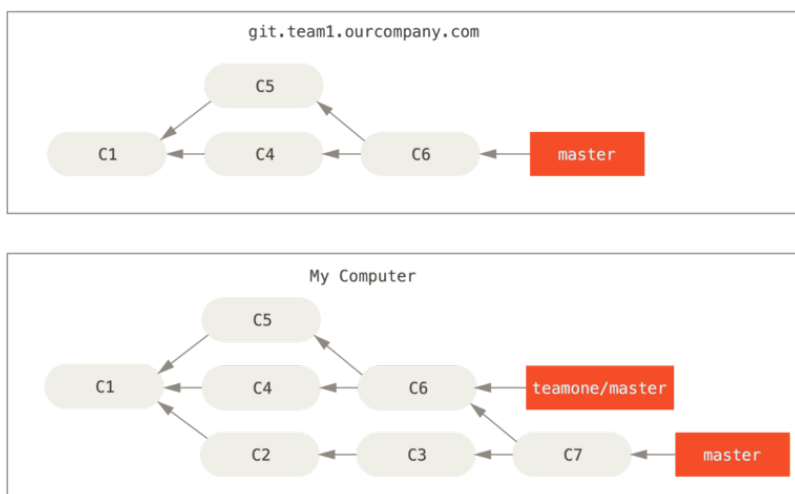 git.team1.ourcompany.com
C5
C1 C4 C6 master
My Computer
C5
C1 C4 C6 teamone/master
C2 C3 C7 master